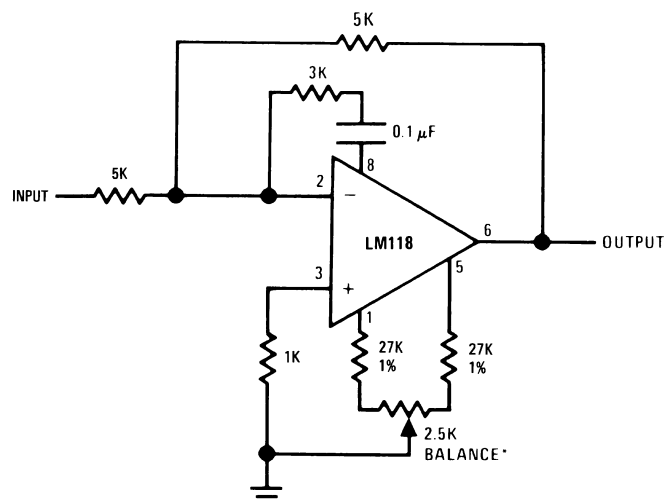 5K
3K
0.1 μF
8
5K
INPUT
2
−
LM118
6
OUTPUT
5
3
+
1
1K
27K
1%
27K
1%
2.5K
BALANCE*